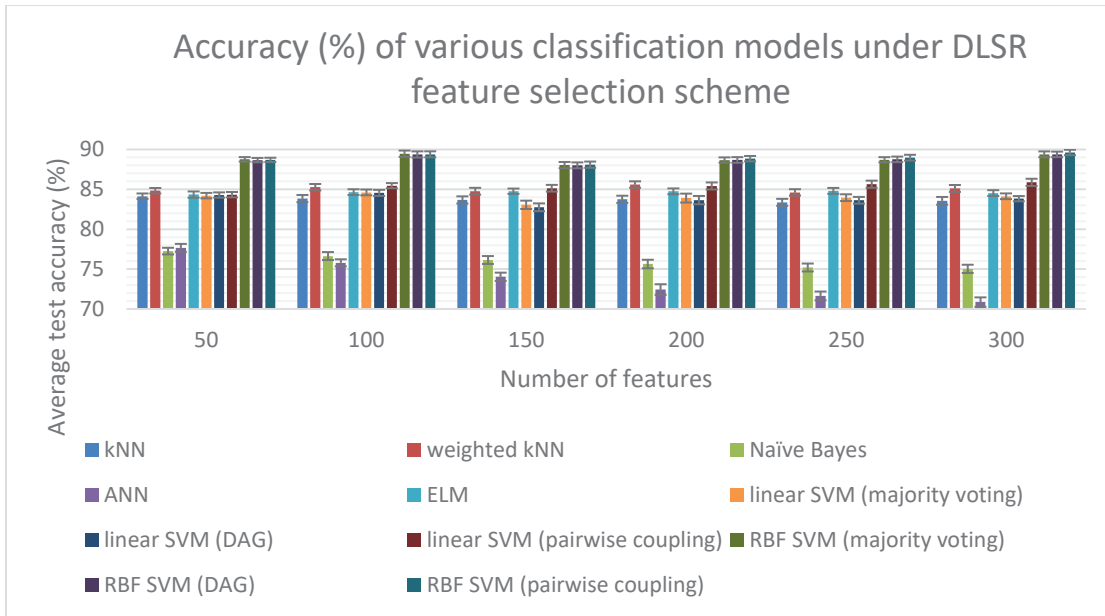 Accuracy (%) of various classification models under DLSR
feature selection scheme
Average test accuracy (%)
90
85
80
75
70
50 100 150 200 250 300
Number of features
kNN weighted kNN Naïve Bayes
ANN ELM linear SVM (majority voting)
linear SVM (DAG) linear SVM (pairwise coupling) RBF SVM (majority voting)
RBF SVM (DAG) RBF SVM (pairwise coupling)